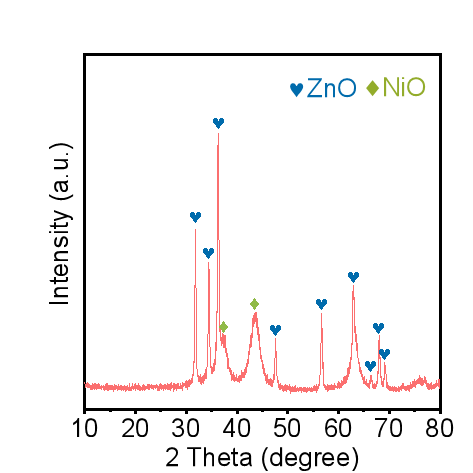 ♥ZnO ♦NiO
Intensity (a.u.)
10 20 30 40 50 60 70 80
2 Theta (degree)